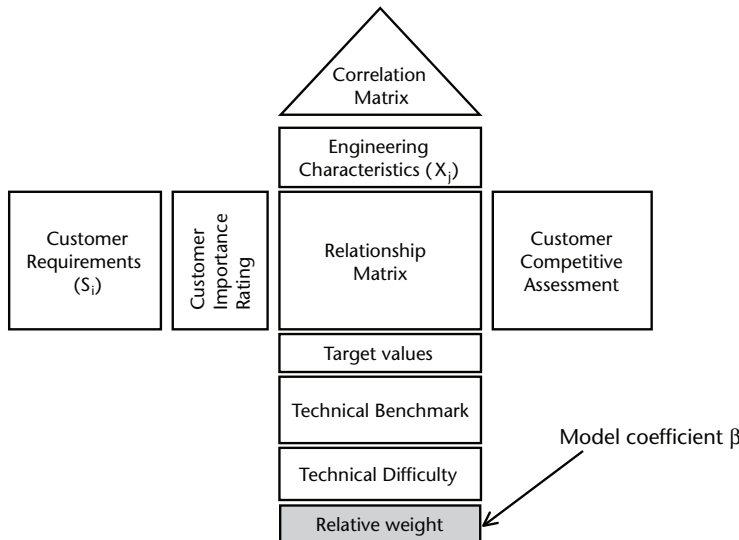 Correlation
Matrix
Engineering
Characteristics (Xj)
Customer
Requirements
(Si)
Customer
Importance
Rating
Relationship
Matrix
Customer
Competitive
Assessment
Target values
Technical Benchmark
Model coefficient β
Technical Difficulty
Relative weight